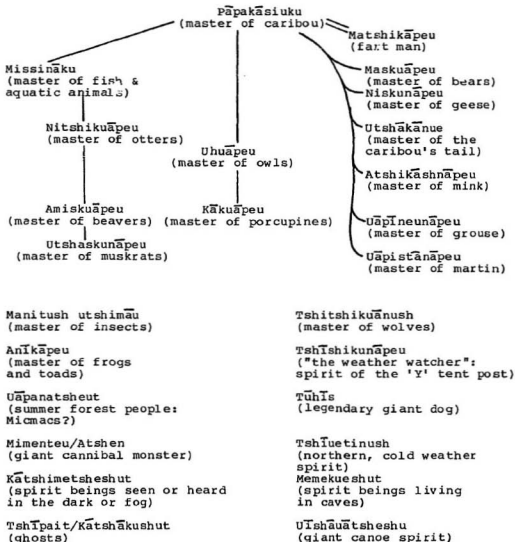 Pāpakāsiuku
(master of caribou)
Matshikāpeu
(fart man)
Missināku
(master of fish &
aquatic animals)
Maskuāpeu
(master of bears)
Niskunāpeu
(master of geese)
Nitshikuāpeu
(master of otters)
Utshākānue
(master of the
caribou's tail)
Uhuāpeu
(master of owls)
Atshikāshnāpeu
(master of mink)
Amiskuāpeu
(master of beavers)
Kākuāpeu
(master of porcupines)
Uāpīneunāpeu
(master of grouse)
Utshaskunāpeu
(master of muskrats)
Uāpistānāpeu
(master of martin)
Manitush utshimāu
(master of insects)
Anīkāpeu
(master of frogs
and toads)
Uāpanatsheut
(summer forest people:
Micmacs?)
Mimenteu/Atshen
(giant cannibal monster)
Kātshimetsheshut
(spirit beings seen or heard
in the dark or fog)
Tshīpait/Kātshākushut
(ghosts)
Tshitshikuānush
(master of wolves)
Tshīshikunāpeu
("the weather watcher":
spirit of the 'Y' tent post)
Tūhīs
(legendary giant dog)
Tshīuetinush
(northern, cold weather
spirit)
Memekueshut
(spirit beings living
in caves)
Uīshāuātsheshu
(giant canoe spirit)